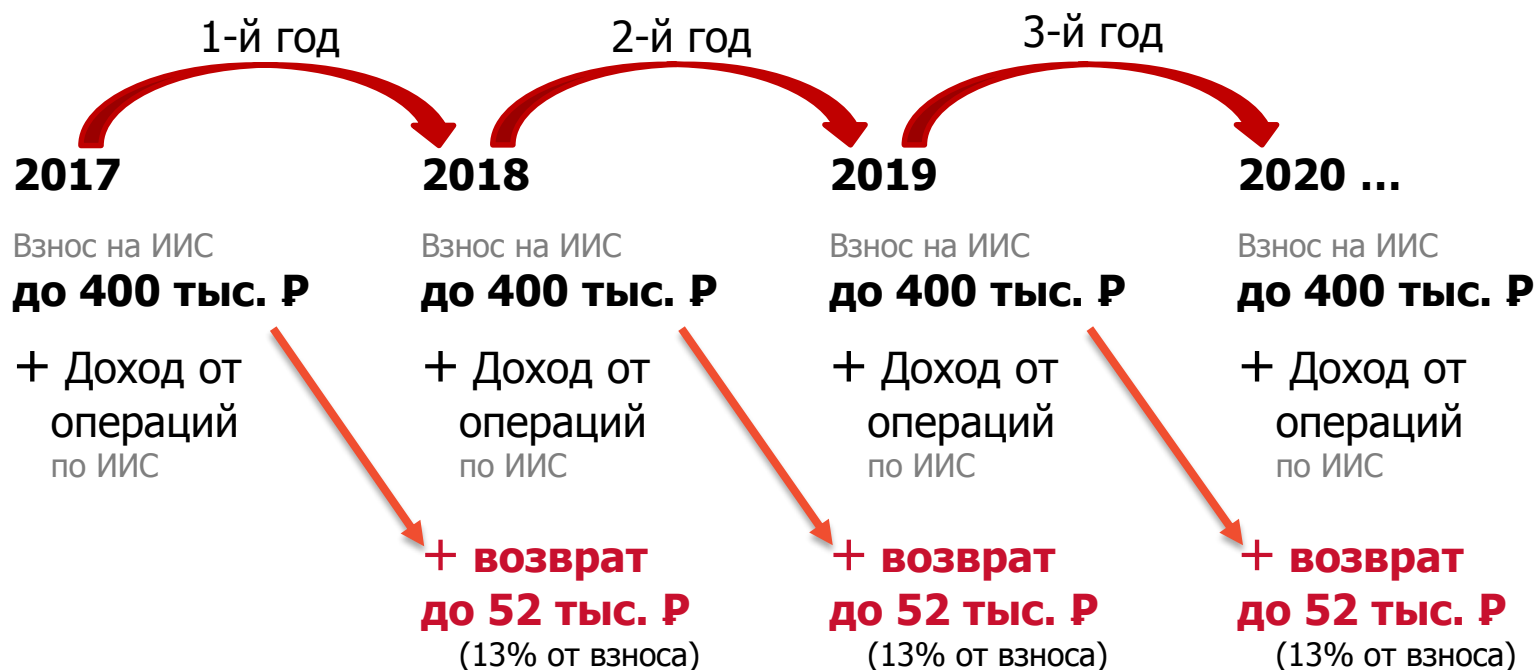 1-й год
2-й год
3-й год
2017
2018
2019
2020 ...
Взнос на ИИС
до 400 тыс. ₽
+ Доход от
операций
по ИИС
Взнос на ИИС
до 400 тыс. ₽
+ Доход от
операций
по ИИС
+ возврат
до 52 тыс. ₽
(13% от взноса)
Взнос на ИИС
до 400 тыс. ₽
+ Доход от
операций
по ИИС
+ возврат
до 52 тыс. ₽
(13% от взноса)
Взнос на ИИС
до 400 тыс. ₽
+ Доход от
операций
по ИИС
+ возврат
до 52 тыс. ₽
(13% от взноса)